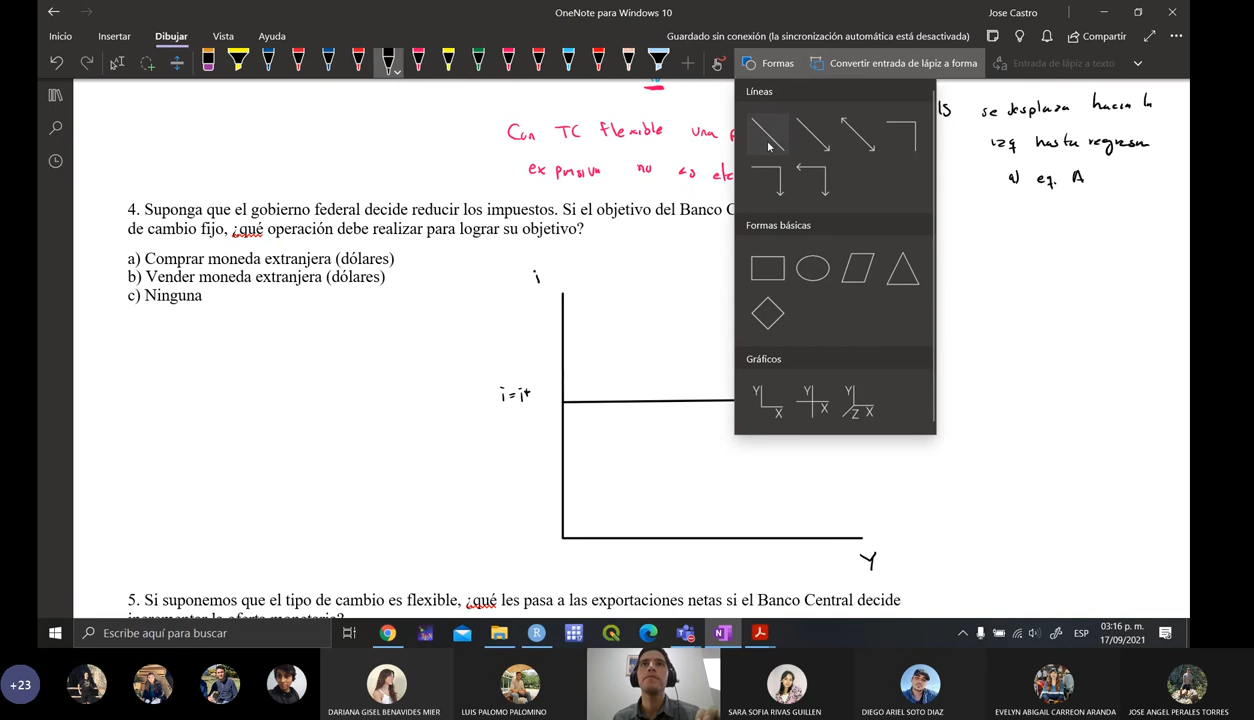 OneNote para Windows 10
Jose Castro
Inicio Insertar Dibujar Vista Ayuda
Guardado sin conexión (la sincronización automática está desactivada)
Compartir
Formas
Convertir entrada de lápiz a forma
Entrada de lápiz a texto
Líneas
Formas básicas
Gráficos
Y X Y X Y Z X
IS se desplaza hacia la
izq hasta regresar
al eq. A
Con TC flexible una
expansiva no es
4. Suponga que el gobierno federal decide reducir los impuestos. Si el objetivo del Banco C
de cambio fijo, ¿qué operación debe realizar para lograr su objetivo?
a) Comprar moneda extranjera (dólares)
b) Vender moneda extranjera (dólares)
c) Ninguna
i
i=i*
Y
5. Si suponemos que el tipo de cambio es flexible, ¿qué les pasa a las exportaciones netas si el Banco Central decide
incrementar la oferta monetaria?
Escribe aquí para buscar
ESP
03:16 p. m.
17/09/2021
+23
DARIANA GISEL BENAVIDES MIER
LUIS PALOMO PALOMINO
SARA SOFIA RIVAS GUILLEN
DIEGO ARIEL SOTO DIAZ
EVELYN ABIGAIL CARREON ARANDA
JOSE ANGEL PERALES TORRES